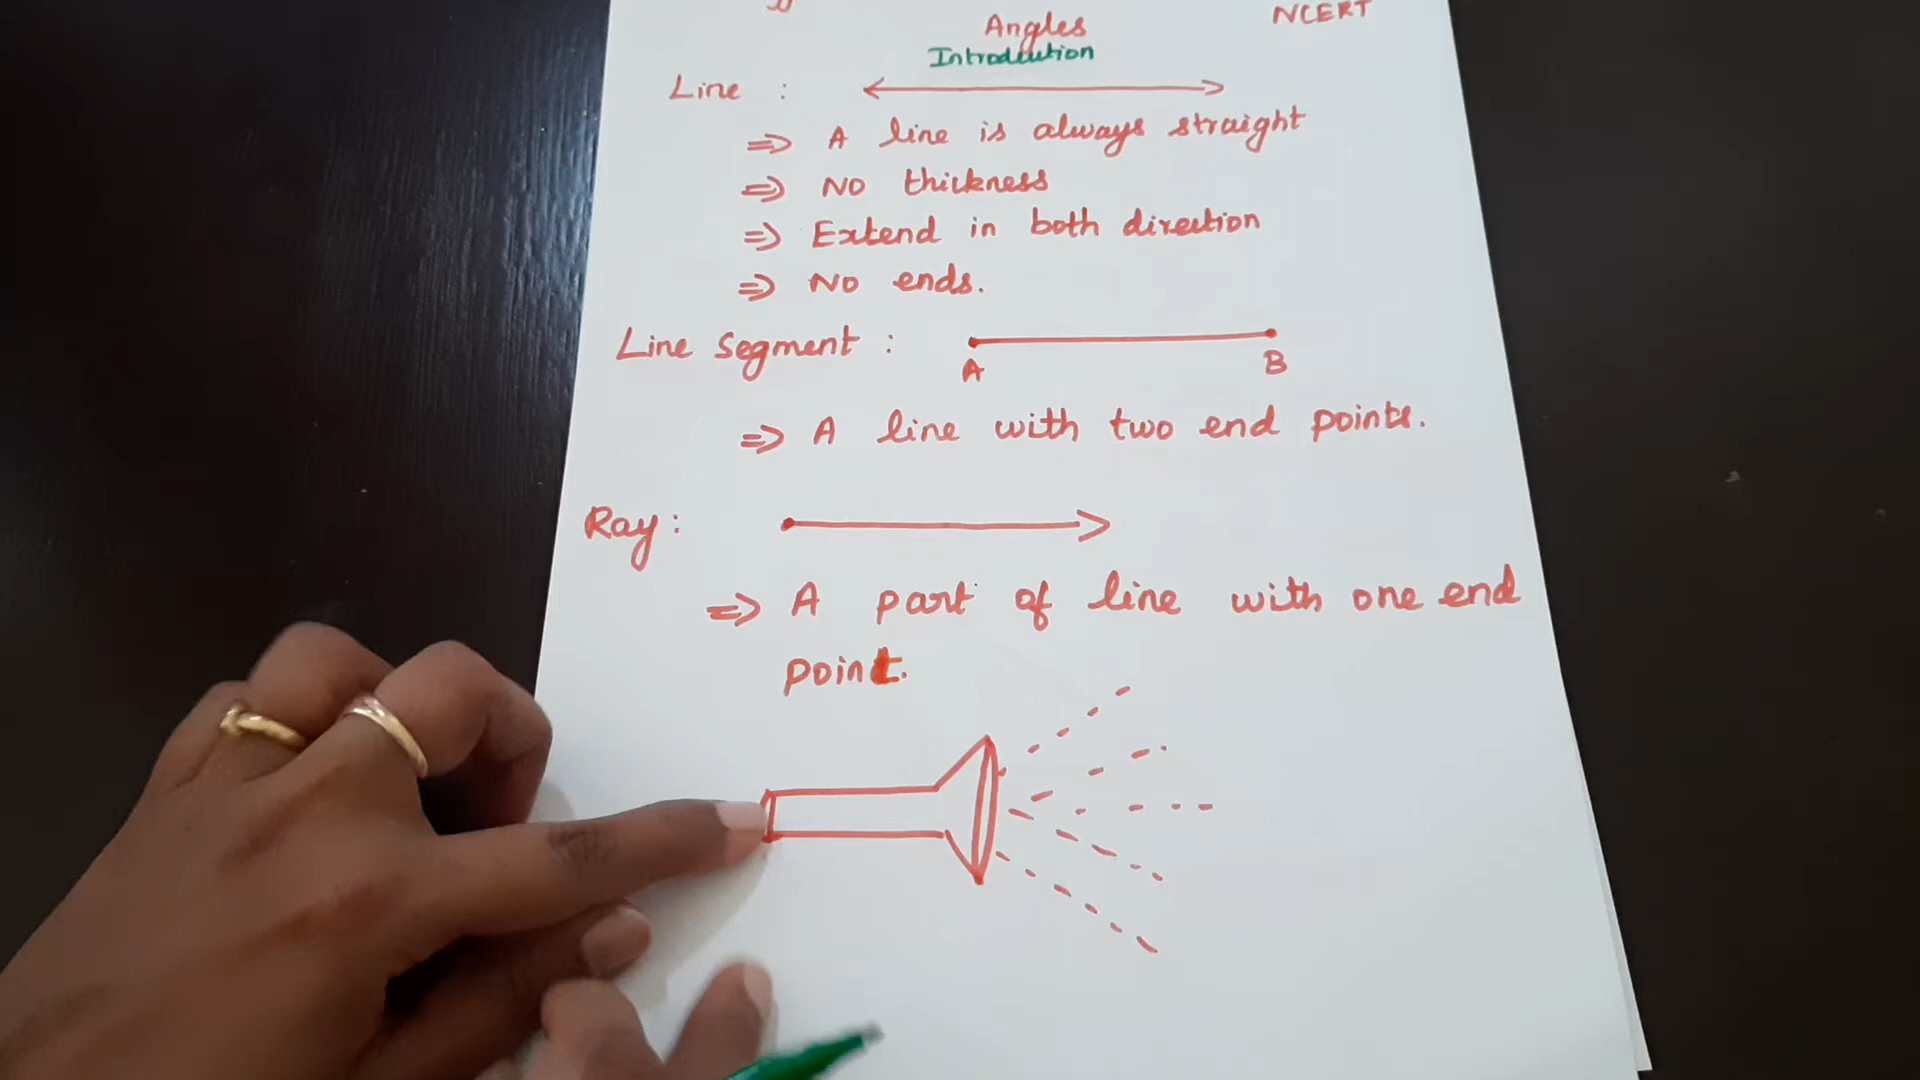 NCERT
Angles
Introduction
Line :
⇒ A line is always straight
⇒ No thickness
⇒ Extend in both direction
⇒ No ends.
Line Segment :
A B
⇒ A line with two end points.
Ray :
⇒ A part of line with one end
point.